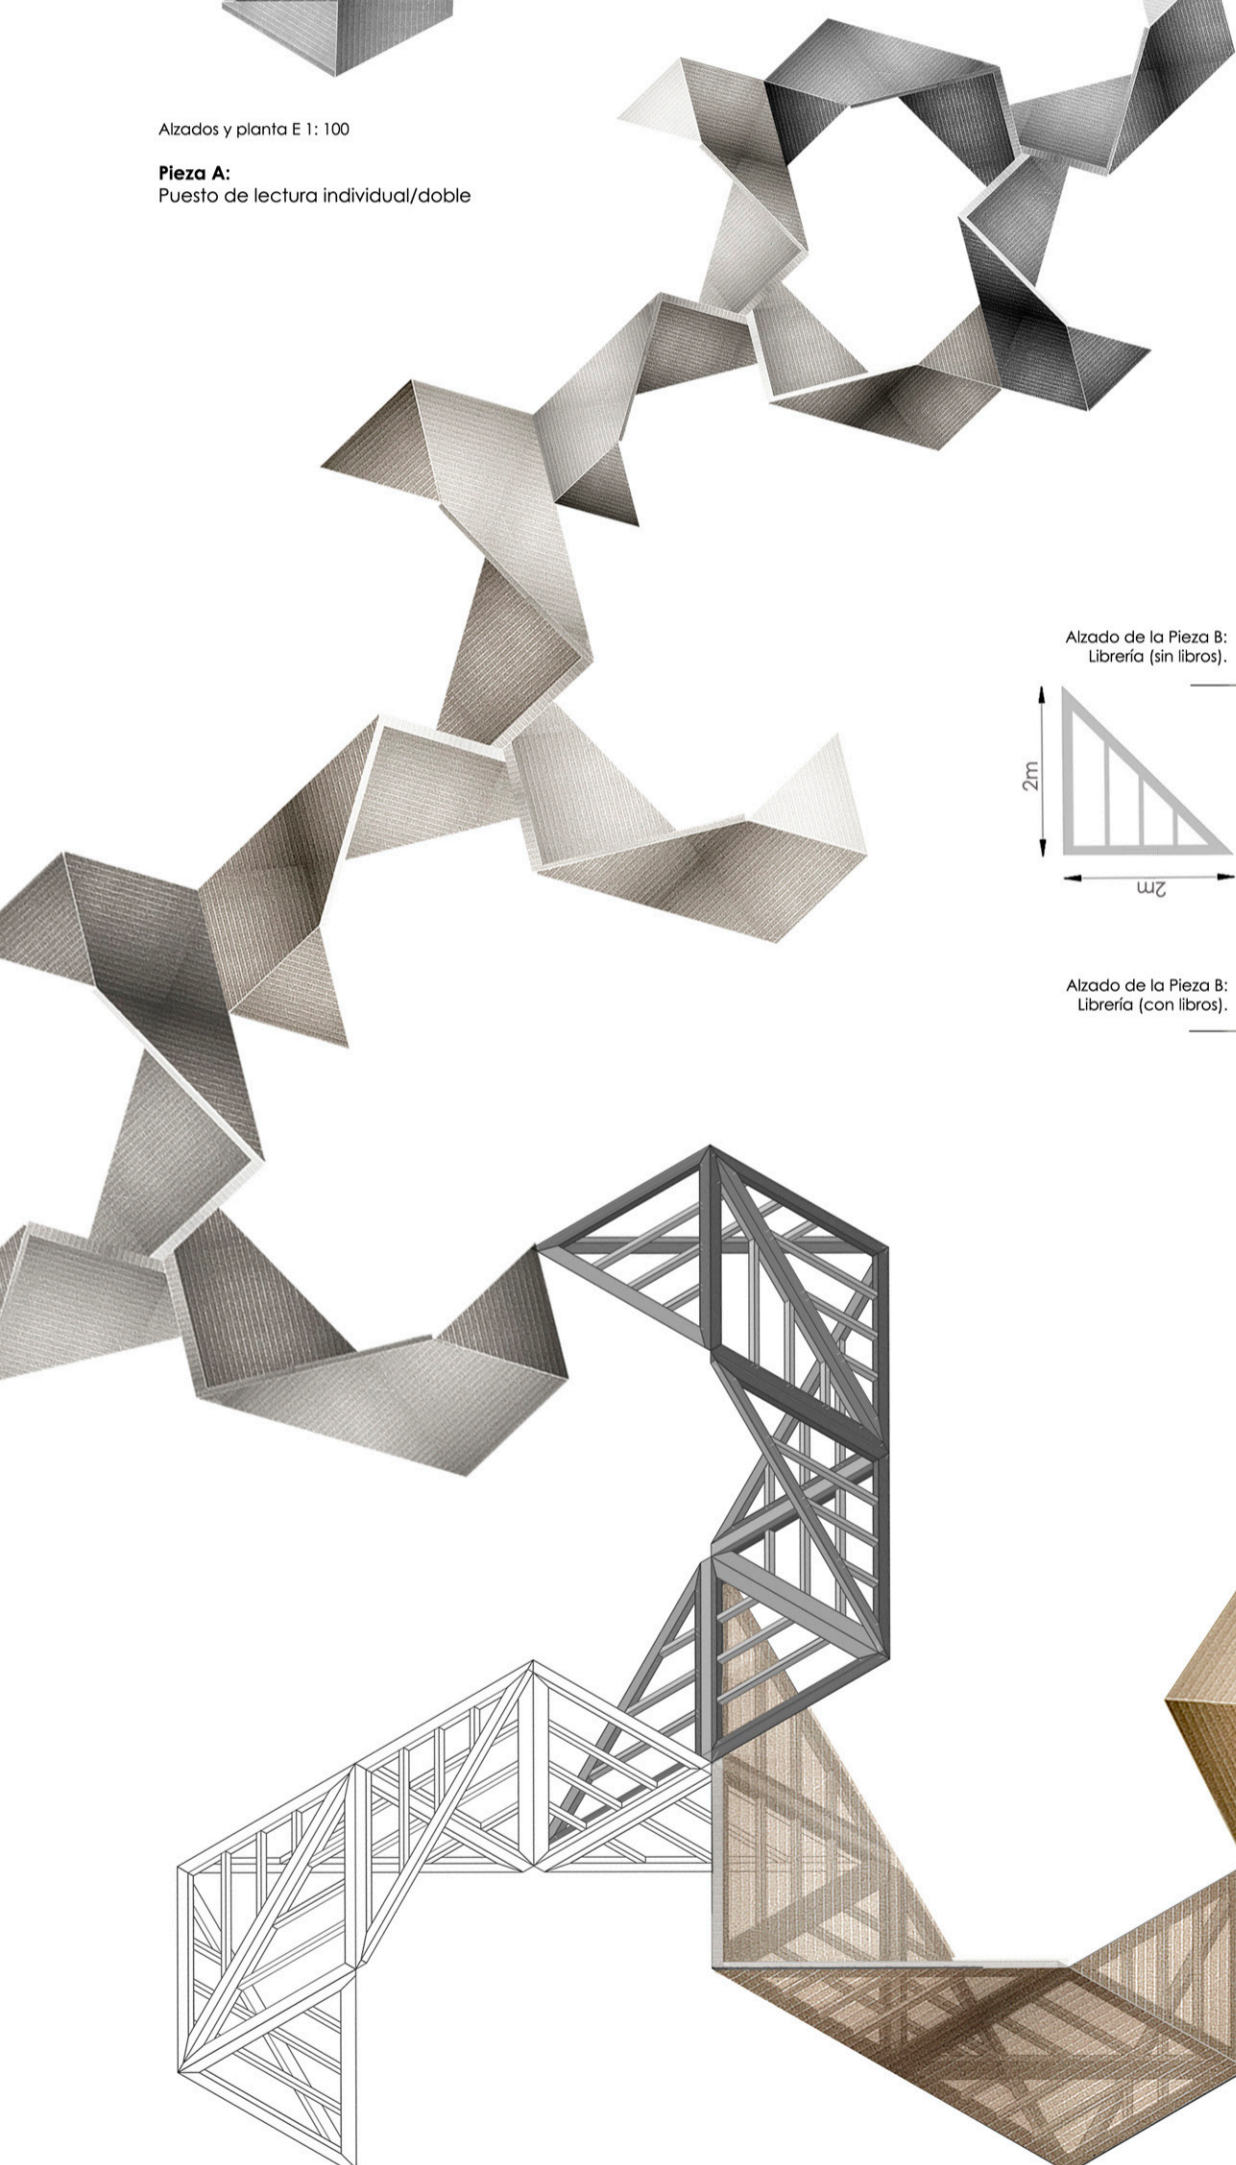 Alzados y planta E 1: 100
Pieza A:
Puesto de lectura individual/doble
Alzado de la Pieza B:
Librería (sin libros).
2m
2m
Alzado de la Pieza B:
Librería (con libros).